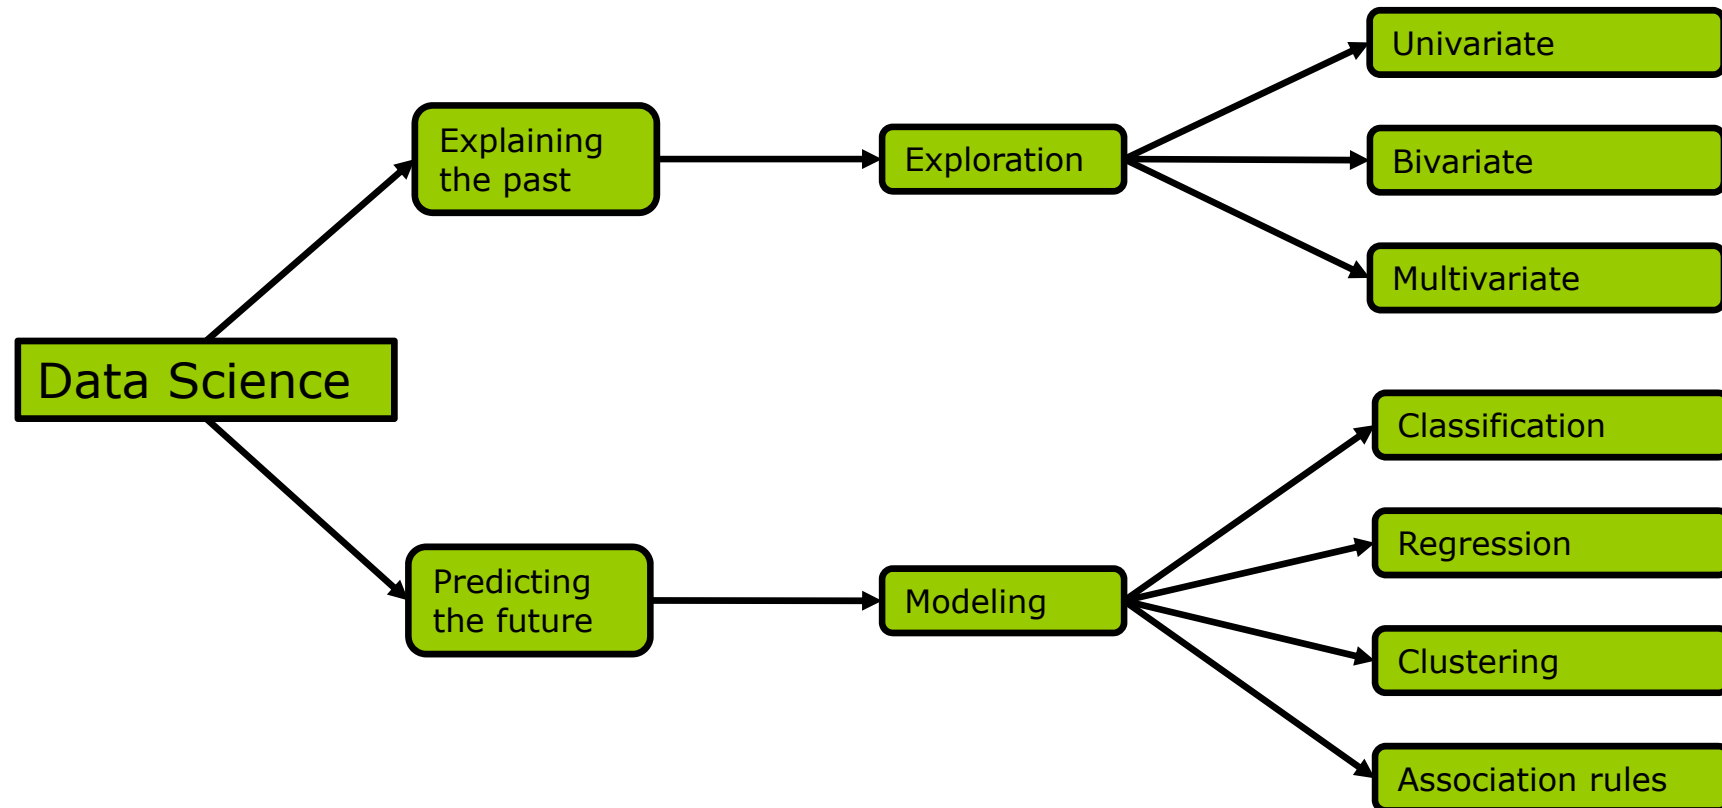 Data Science
Explaining
the past
Exploration
Univariate
Bivariate
Multivariate
Predicting
the future
Modeling
Classification
Regression
Clustering
Association rules